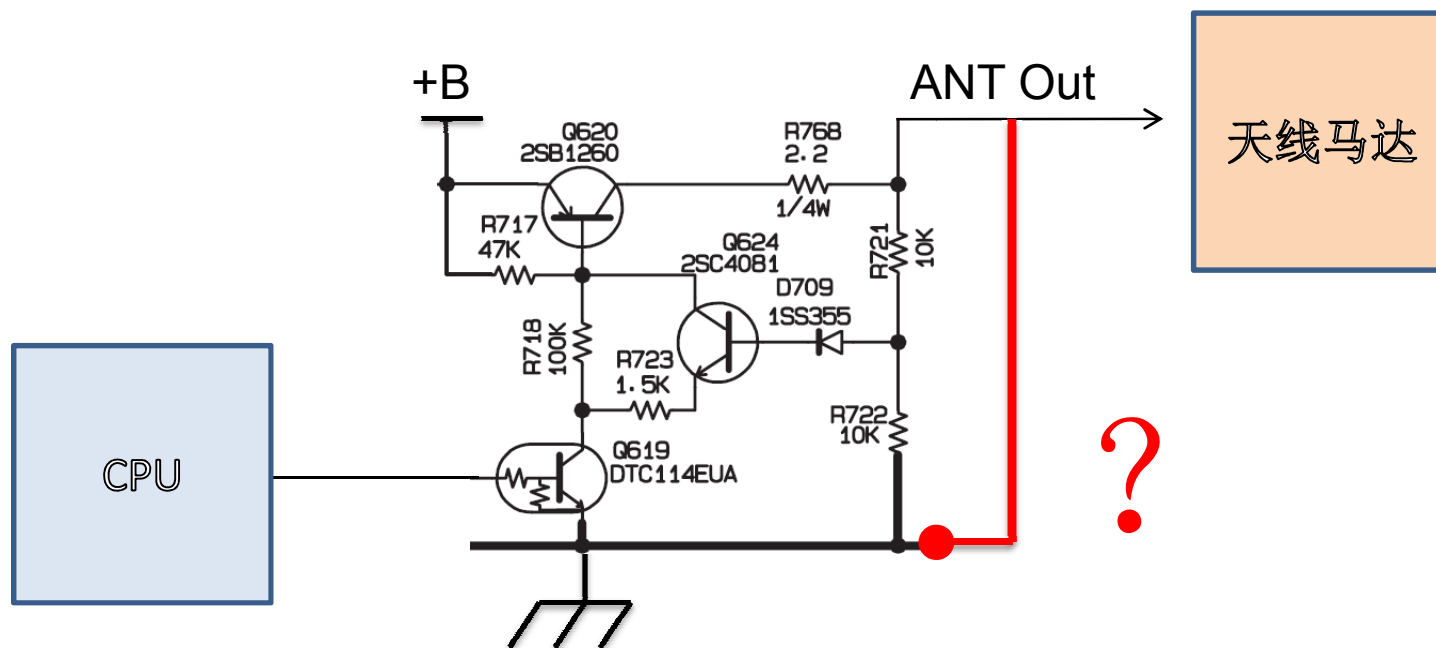 +B
ANT Out
天线马达
Q620
2SB1260
R768
2.2
1/4W
R717
47K
Q624
2SC4081
R721
10K
D709
1SS355
R718
100K
R723
1.5K
R722
10K
?
CPU
Q619
DTC114EUA